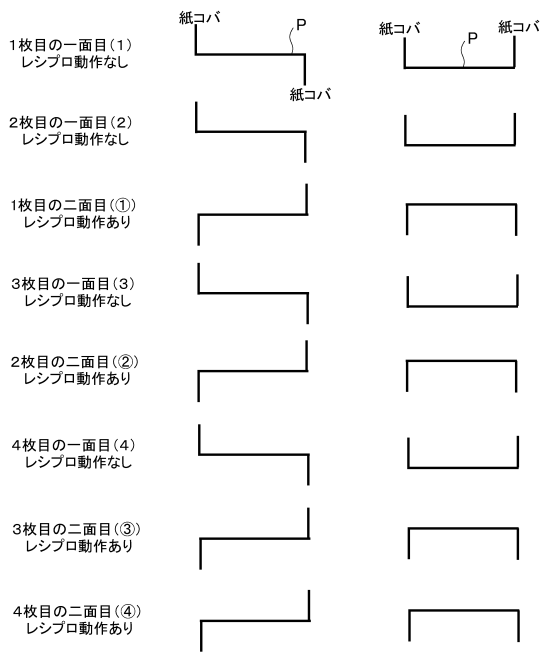 紙コバ
P
紙コバ
紙コバ
P
紙コバ
1枚目の一面目(1)
レシプロ動作なし
2枚目の一面目(2)
レシプロ動作なし
1枚目の二面目(①)
レシプロ動作あり
3枚目の一面目(3)
レシプロ動作なし
2枚目の二面目(②)
レシプロ動作あり
4枚目の一面目(4)
レシプロ動作なし
3枚目の二面目(③)
レシプロ動作あり
4枚目の二面目(④)
レシプロ動作あり